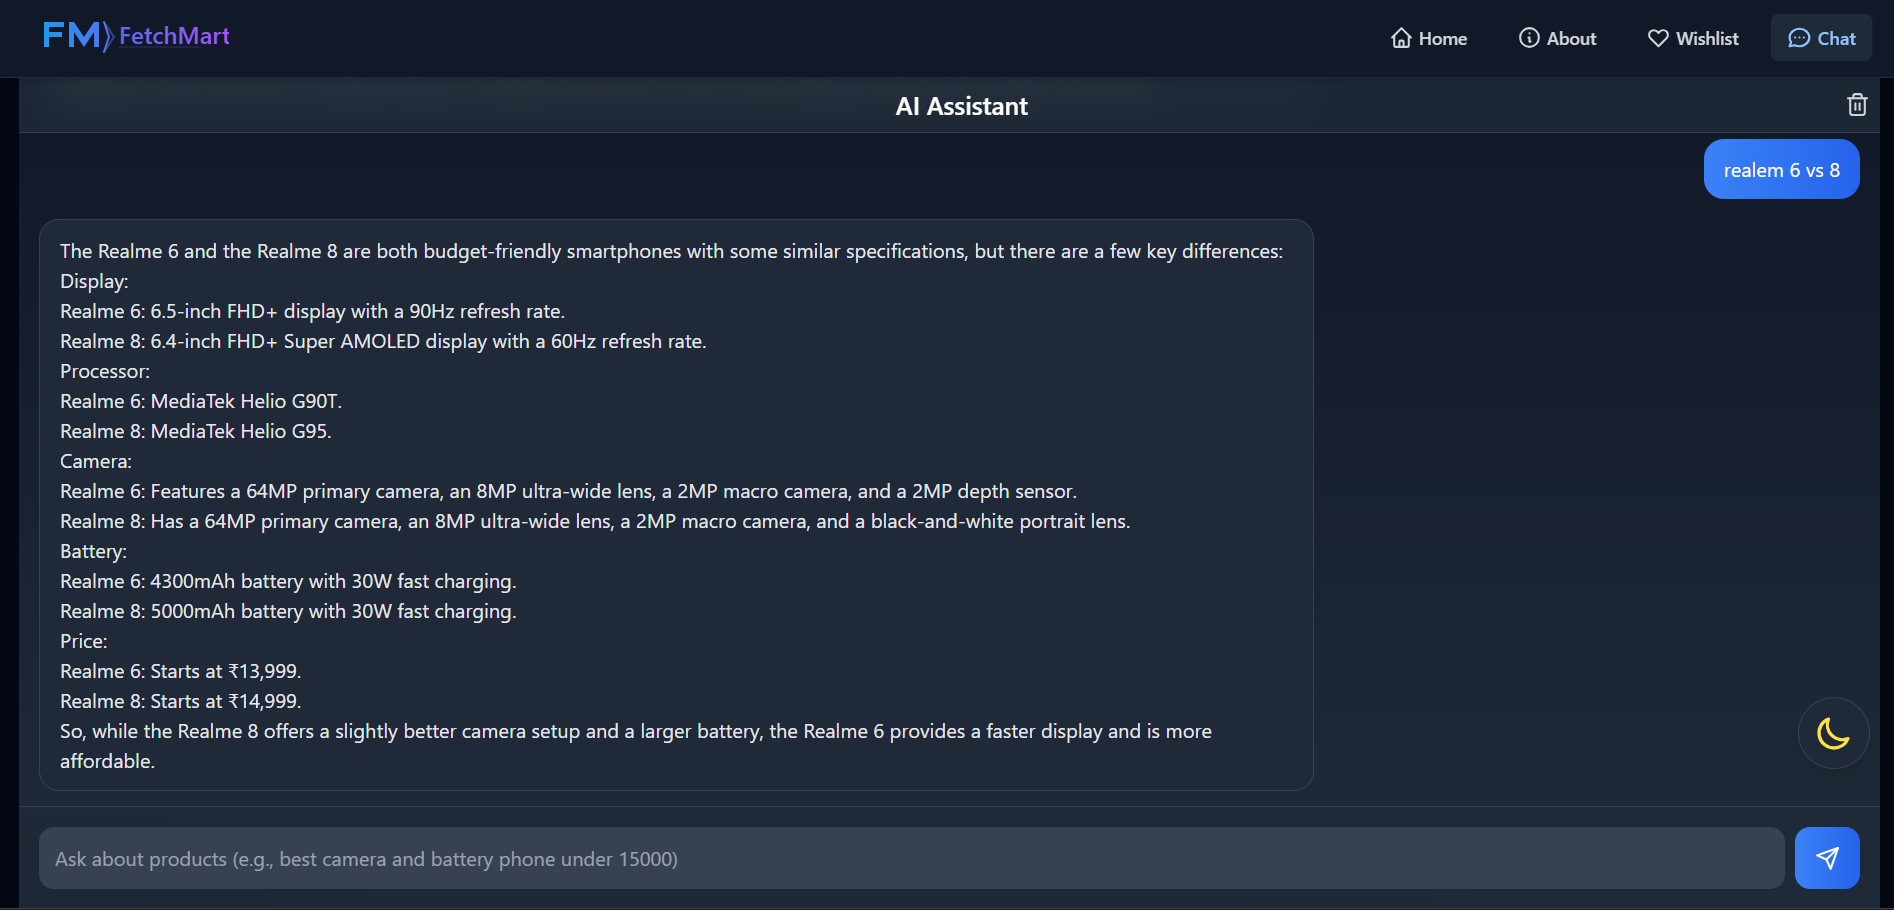 FM FetchMart
Home
About
Wishlist
Chat
AI Assistant
realem 6 vs 8
The Realme 6 and the Realme 8 are both budget-friendly smartphones with some similar specifications, but there are a few key differences:
Display:
Realme 6: 6.5-inch FHD+ display with a 90Hz refresh rate.
Realme 8: 6.4-inch FHD+ Super AMOLED display with a 60Hz refresh rate.
Processor:
Realme 6: MediaTek Helio G90T.
Realme 8: MediaTek Helio G95.
Camera:
Realme 6: Features a 64MP primary camera, an 8MP ultra-wide lens, a 2MP macro camera, and a 2MP depth sensor.
Realme 8: Has a 64MP primary camera, an 8MP ultra-wide lens, a 2MP macro camera, and a black-and-white portrait lens.
Battery:
Realme 6: 4300mAh battery with 30W fast charging.
Realme 8: 5000mAh battery with 30W fast charging.
Price:
Realme 6: Starts at ₹13,999.
Realme 8: Starts at ₹14,999.
So, while the Realme 8 offers a slightly better camera setup and a larger battery, the Realme 6 provides a faster display and is more
affordable.
Ask about products (e.g., best camera and battery phone under 15000)